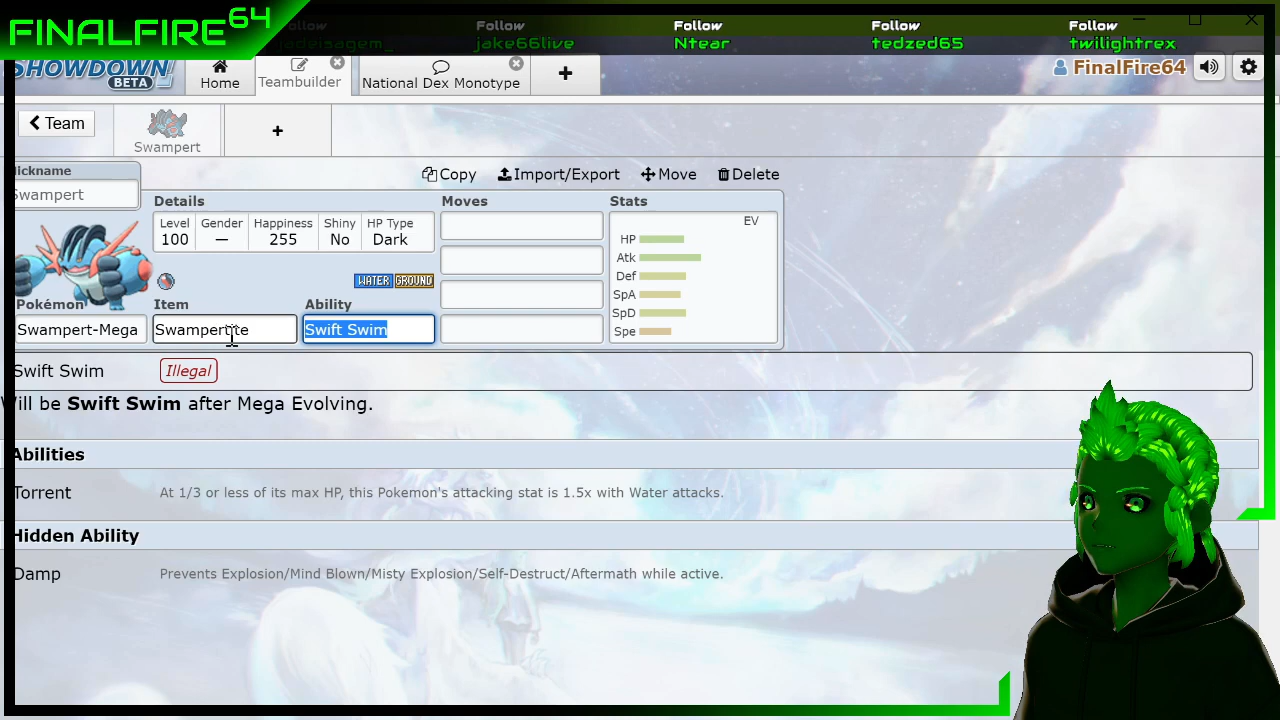 FINALFIRE64
Follow
jadeisagem_
Follow
jake66live
Follow
Ntear
Follow
tedzed65
Follow
twilightrex
SHOWDOWN
BETA
Home
Teambuilder
National Dex Monotype
+
FinalFire64
Team
Swampert
+
Nickname
Swampert
Copy
Import/Export
Move
Delete
Details
Level
100
Gender
—
Happiness
255
Shiny
No
HP Type
Dark
WATER GROUND
Pokémon
Swampert-Mega
Item
Swampertite
Ability
Swift Swim
Moves
Stats
EV
HP
Atk
Def
SpA
SpD
Spe
Swift Swim
Illegal
Will be Swift Swim after Mega Evolving.
Abilities
Torrent
At 1/3 or less of its max HP, this Pokemon's attacking stat is 1.5x with Water attacks.
Hidden Ability
Damp
Prevents Explosion/Mind Blown/Misty Explosion/Self-Destruct/Aftermath while active.